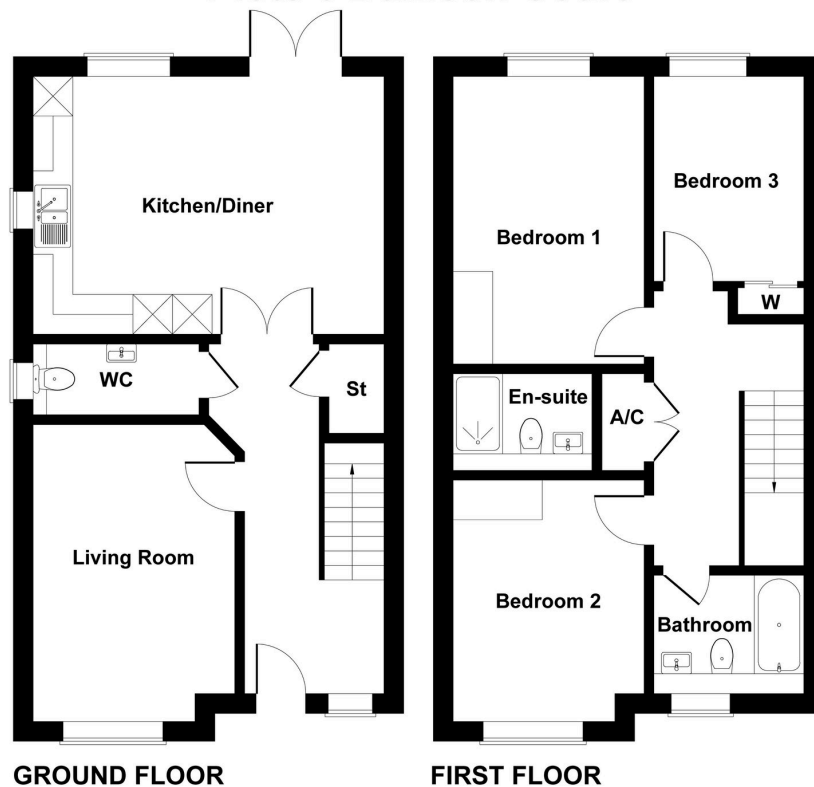 Kitchen/Diner
WC
St
Living Room
GROUND FLOOR
Bedroom 1
Bedroom 3
W
En-suite
A/C
Bedroom 2
Bathroom
FIRST FLOOR